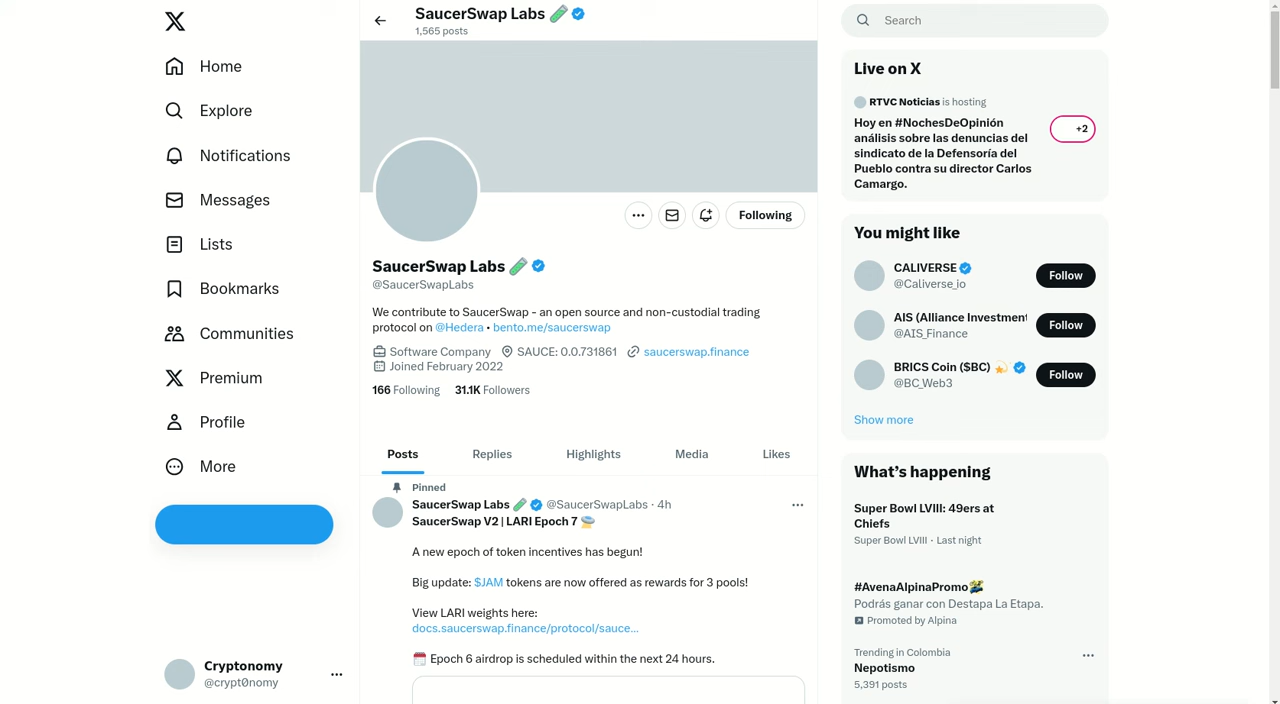 Home
Explore
Notifications
Messages
Lists
Bookmarks
Communities
Premium
Profile
More
Cryptonomy
@crypt0nomy
SaucerSwap Labs
1,565 posts
Following
SaucerSwap Labs
@SaucerSwapLabs
We contribute to SaucerSwap - an open source and non-custodial trading
protocol on @Hedera • bento.me/saucerswap
Software Company SAUCE: 0.0.731861 saucerswap.finance
Joined February 2022
166 Following 31.1K Followers
Posts Replies Highlights Media Likes
Pinned
SaucerSwap Labs @SaucerSwapLabs · 4h
SaucerSwap V2 | LARI Epoch 7
A new epoch of token incentives has begun!
Big update: $JAM tokens are now offered as rewards for 3 pools!
View LARI weights here:
docs.saucerswap.finance/protocol/sauce...
Epoch 6 airdrop is scheduled within the next 24 hours.
Search
Live on X
RTVC Noticias is hosting
Hoy en #NochesDeOpinión
análisis sobre las denuncias del
sindicato de la Defensoría del
Pueblo contra su director Carlos
Camargo.
+2
You might like
CALIVERSE
@Caliverse_io
Follow
AIS (Alliance Investment
@AIS_Finance
Follow
BRICS Coin ($BC)
@BC_Web3
Follow
Show more
What's happening
Super Bowl LVIII: 49ers at
Chiefs
Super Bowl LVIII · Last night
#AvenaAlpinaPromo
Podrás ganar con Destapa La Etapa.
Promoted by Alpina
Trending in Colombia
Nepotismo
5,391 posts